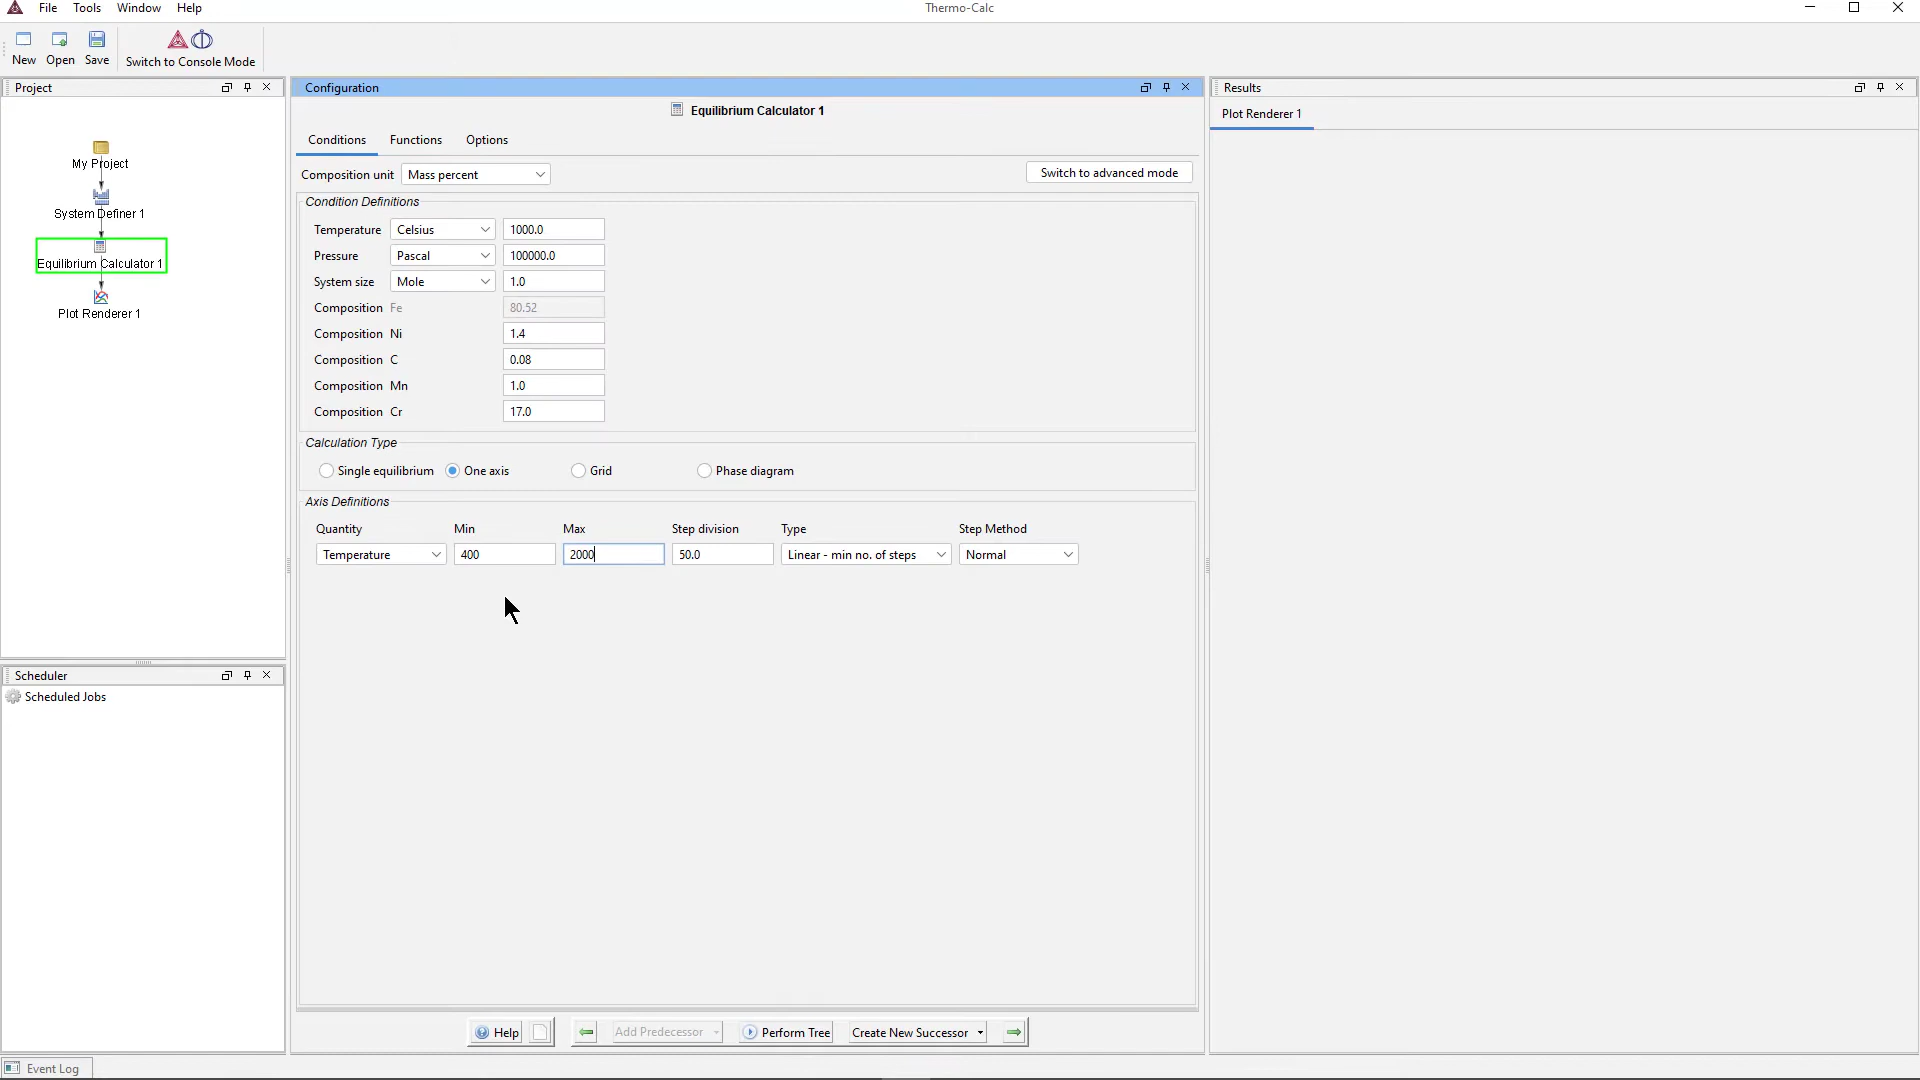 File Tools Window Help Thermo-Calc
New Open Save Switch to Console Mode
Project
My Project
System Definer 1
Equilibrium Calculator 1
Plot Renderer 1
Scheduler
Scheduled Jobs
Configuration
Equilibrium Calculator 1
Conditions Functions Options
Composition unit Mass percent Switch to advanced mode
Condition Definitions
Temperature Celsius 1000.0
Pressure Pascal 100000.0
System size Mole 1.0
Composition Fe 80.52
Composition Ni 1.4
Composition C 0.08
Composition Mn 1.0
Composition Cr 17.0
Calculation Type
Single equilibrium One axis Grid Phase diagram
Axis Definitions
Quantity Min Max Step division Type Step Method
Temperature 400 2000 50.0 Linear - min no. of steps Normal
Help Add Predecessor Perform Tree Create New Successor
Results
Plot Renderer 1
Event Log